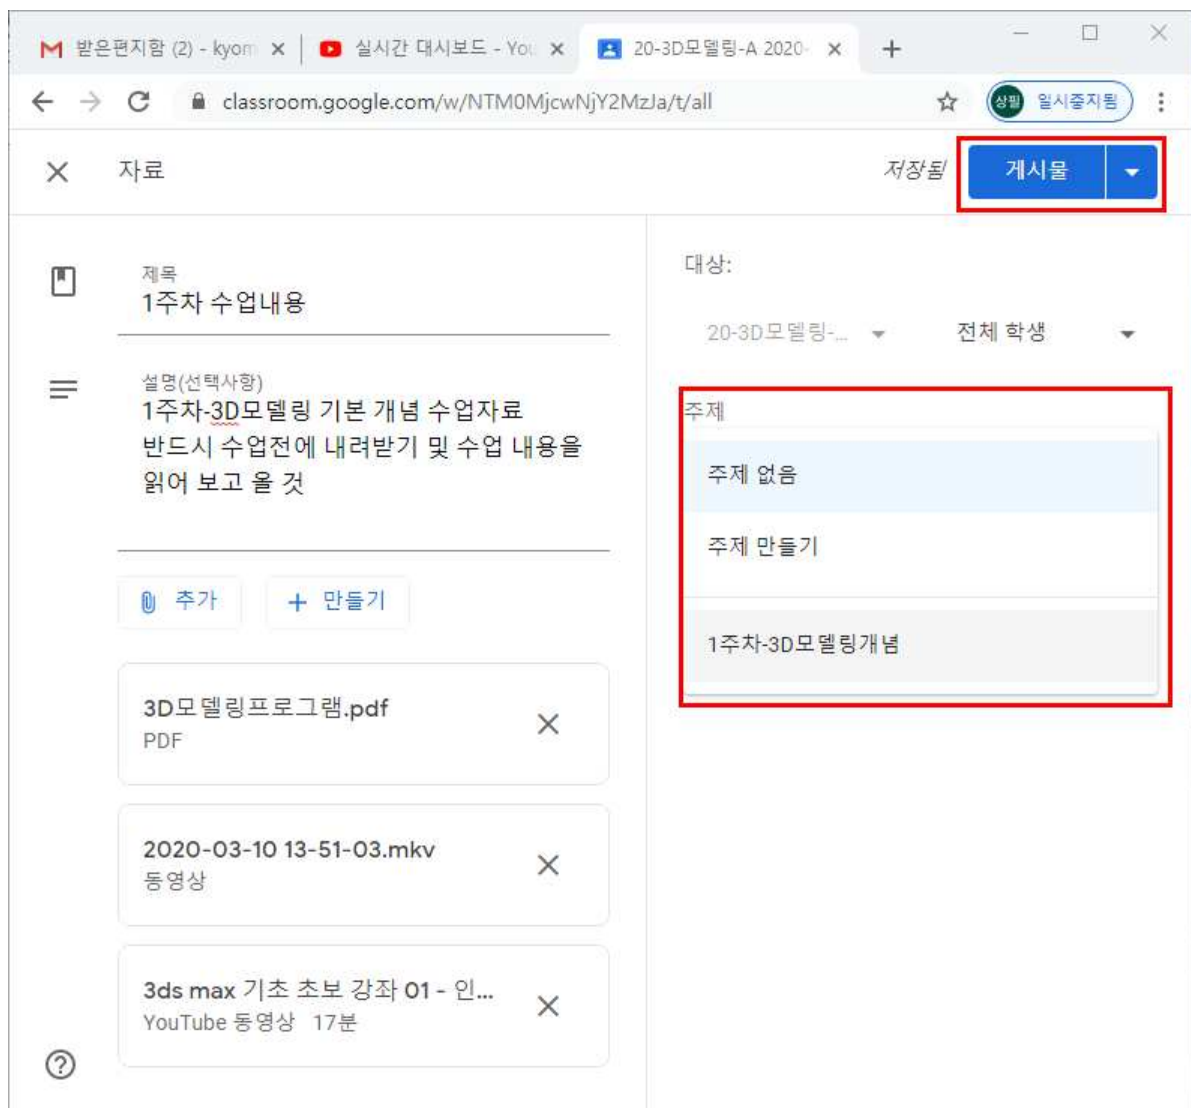 받은편지함 (2) - kyom
실시간 대시보드 - You
20-3D모델링-A 2020-
classroom.google.com/w/NTM0MjcwNjY2MzJa/t/all
상필
일시중지됨
자료
저장됨
게시물
제목
1주차 수업내용
설명(선택사항)
1주차-3D모델링 기본 개념 수업자료
반드시 수업전에 내려받기 및 수업 내용을
읽어 보고 올 것
추가
만들기
3D모델링프로그램.pdf
PDF
2020-03-10 13-51-03.mkv
동영상
3ds max 기초 초보 강좌 01 - 인...
YouTube 동영상 17분
대상:
20-3D모델링-...
전체 학생
주제
주제 없음
주제 만들기
1주차-3D모델링개념